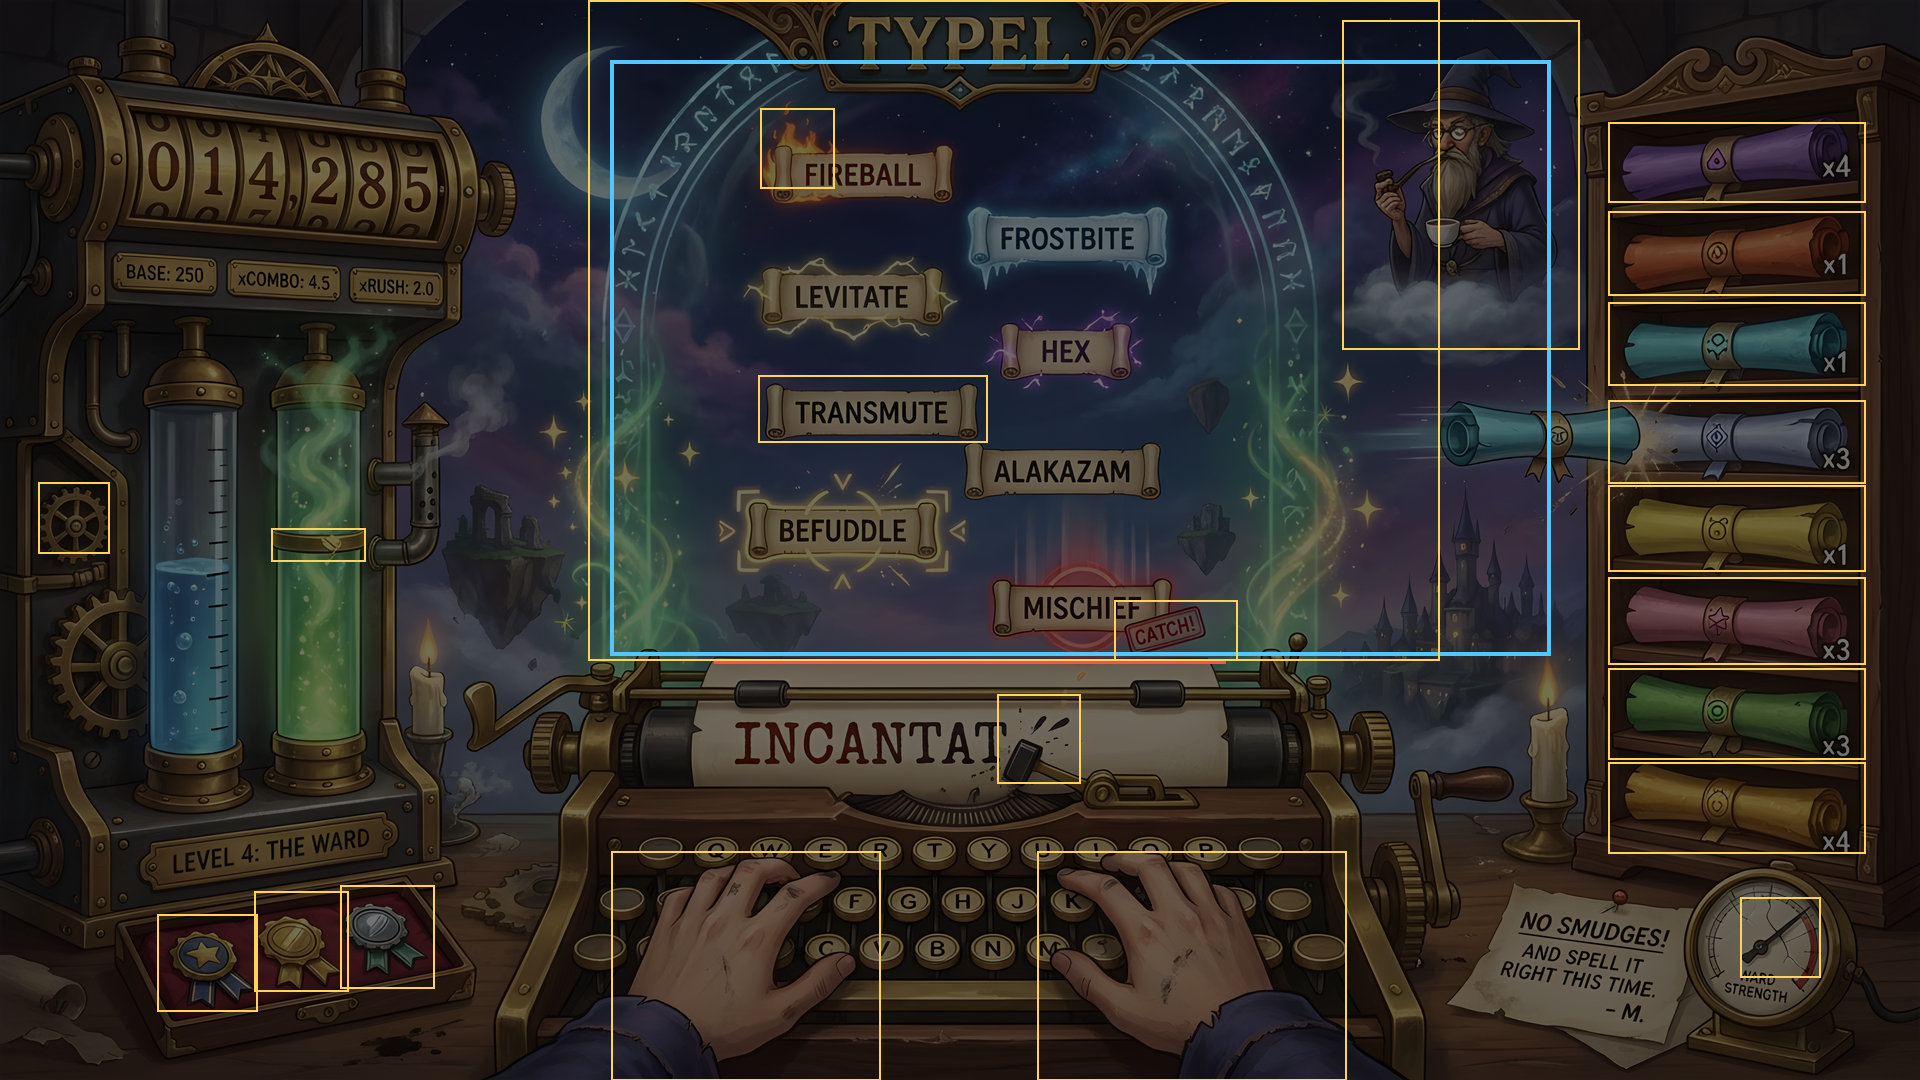 TYPEL
014,285
BASE: 250
xCOMBO: 4.5
xRUSH: 2.0
FIREBALL
FROSTBITE
LEVITATE
HEX
TRANSMUTE
ALAKAZAM
BEFUDDLE
MISCHIEF
CATCH!
x4
x1
x1
x3
x1
x3
x3
x4
INCANTAT
LEVEL 4: THE WARD
Q W E R T Y U I O P
F G H J K
C V B N M
NO SMUDGES!
AND SPELL IT
RIGHT THIS TIME.
– M.
WARD
STRENGTH